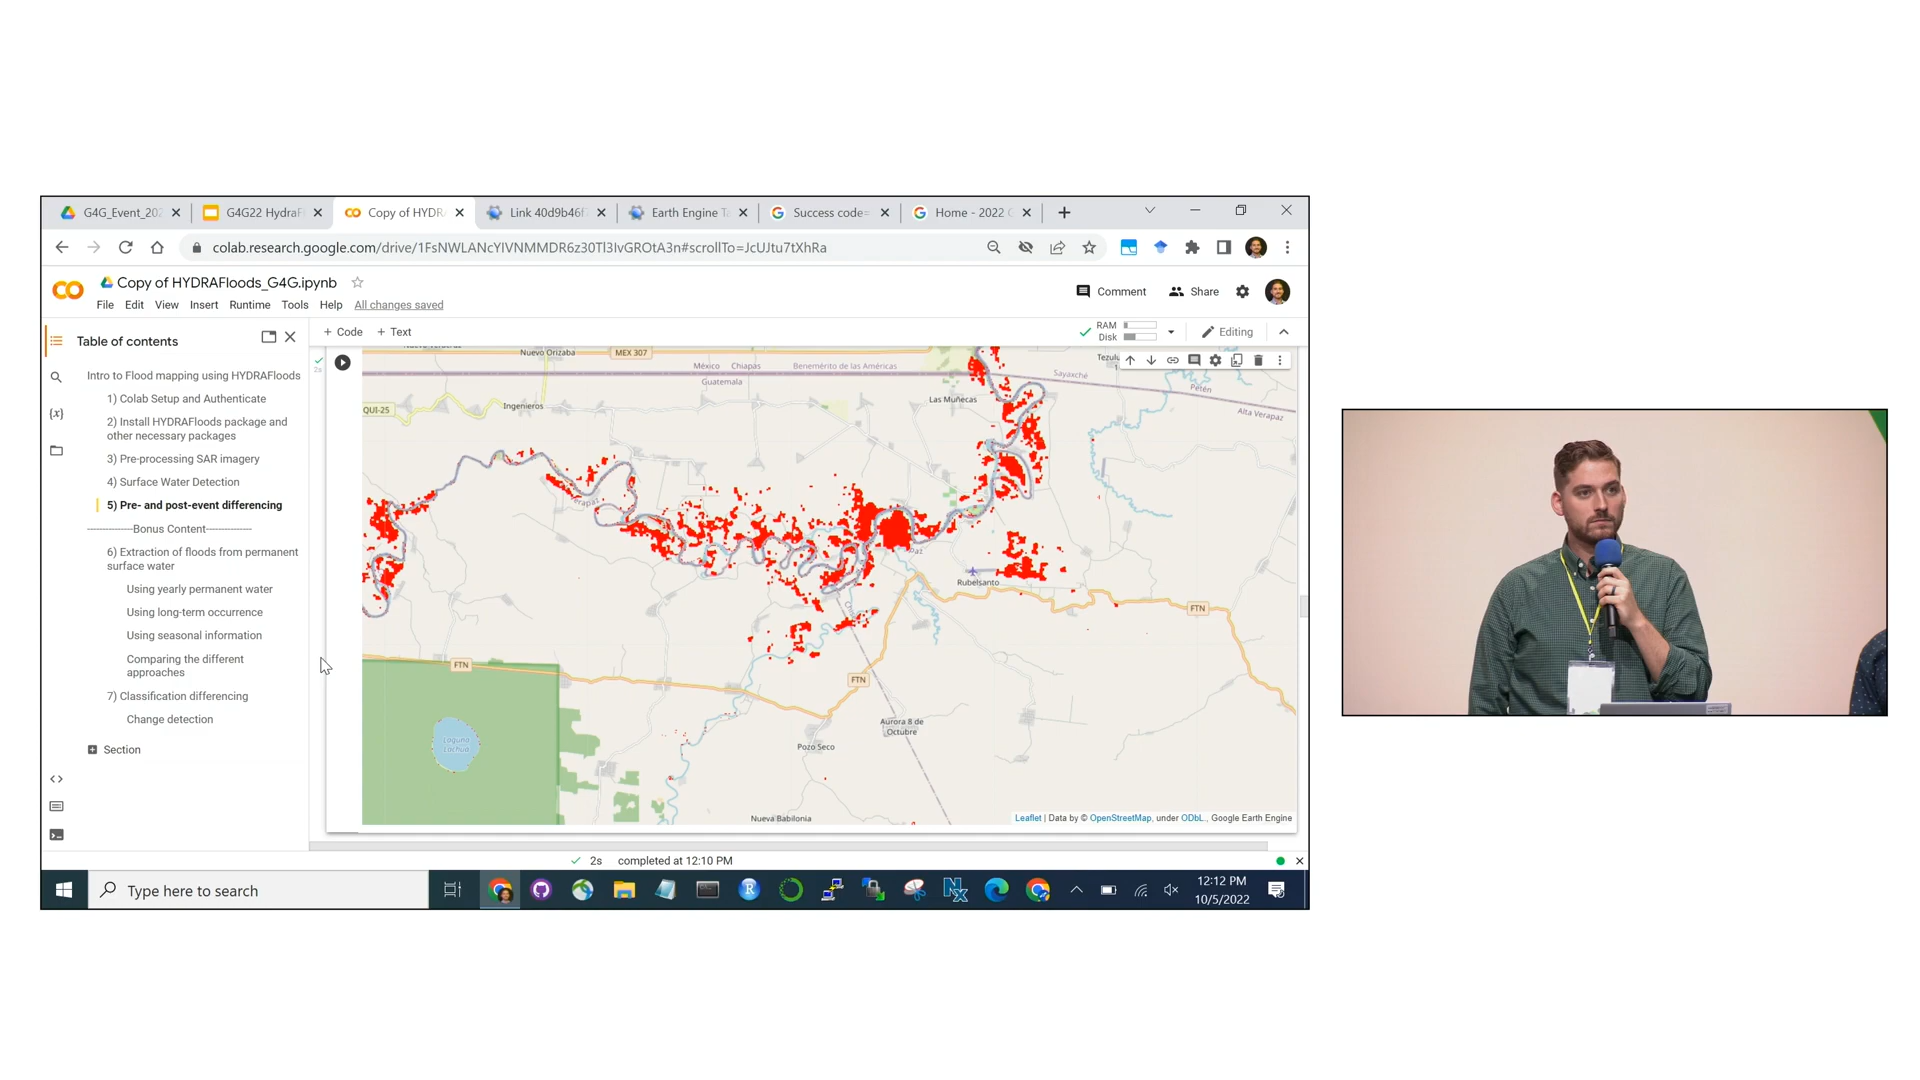 G4G_Event_202
G4G22 HydraF
Copy of HYDR
Link 40d9b46f
Earth Engine T
Success code=
Home - 2022 G
colab.research.google.com/drive/1FsNWLANcYIVNMMDR6z30Tl3IvGROtA3n#scrollTo=JcUJtu7tXhRa
Copy of HYDRAFloods_G4G.ipynb
File Edit View Insert Runtime Tools Help All changes saved
Comment
Share
+ Code + Text
RAM
Disk
Editing
Table of contents
Intro to Flood mapping using HYDRAFloods
1) Colab Setup and Authenticate
2) Install HYDRAFloods package and
other necessary packages
3) Pre-processing SAR imagery
4) Surface Water Detection
5) Pre- and post-event differencing
---------------Bonus Content---------------
6) Extraction of floods from permanent
surface water
Using yearly permanent water
Using long-term occurrence
Using seasonal information
Comparing the different
approaches
7) Classification differencing
Change detection
Section
{x}
2s
Nuevo Orizaba
MEX 307
Tezulu
México Chiapas
Benemérito de las Américas
Sayaxché
Guatemala
Petén
Alta Verapaz
QUI-25
Ingenieros
Las Muñecas
Rubelsanto
FTN
FTN
FTN
Laguna
Lachuá
Aurora 8 de
Octubre
Pozo Seco
Nueva Babilonia
Leaflet | Data by © OpenStreetMap, under ODbL., Google Earth Engine
2s completed at 12:10 PM
Type here to search
12:12 PM
10/5/2022